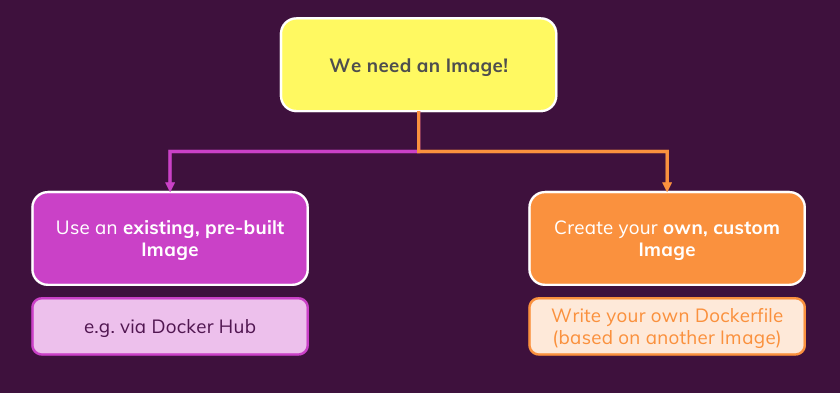 We need an Image!
Use an existing, pre-built
Image
Create your own, custom
Image
e.g. via Docker Hub
Write your own Dockerfile
(based on another Image)